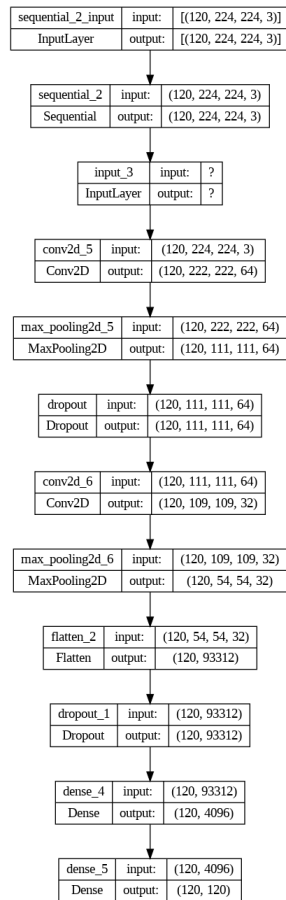 sequential_2_input input: [(120, 224, 224, 3)]
InputLayer output: [(120, 224, 224, 3)]
sequential_2 input: (120, 224, 224, 3)
Sequential output: (120, 224, 224, 3)
input_3 input: ?
InputLayer output: ?
conv2d_5 input: (120, 224, 224, 3)
Conv2D output: (120, 222, 222, 64)
max_pooling2d_5 input: (120, 222, 222, 64)
MaxPooling2D output: (120, 111, 111, 64)
dropout input: (120, 111, 111, 64)
Dropout output: (120, 111, 111, 64)
conv2d_6 input: (120, 111, 111, 64)
Conv2D output: (120, 109, 109, 32)
max_pooling2d_6 input: (120, 109, 109, 32)
MaxPooling2D output: (120, 54, 54, 32)
flatten_2 input: (120, 54, 54, 32)
Flatten output: (120, 93312)
dropout_1 input: (120, 93312)
Dropout output: (120, 93312)
dense_4 input: (120, 93312)
Dense output: (120, 4096)
dense_5 input: (120, 4096)
Dense output: (120, 120)